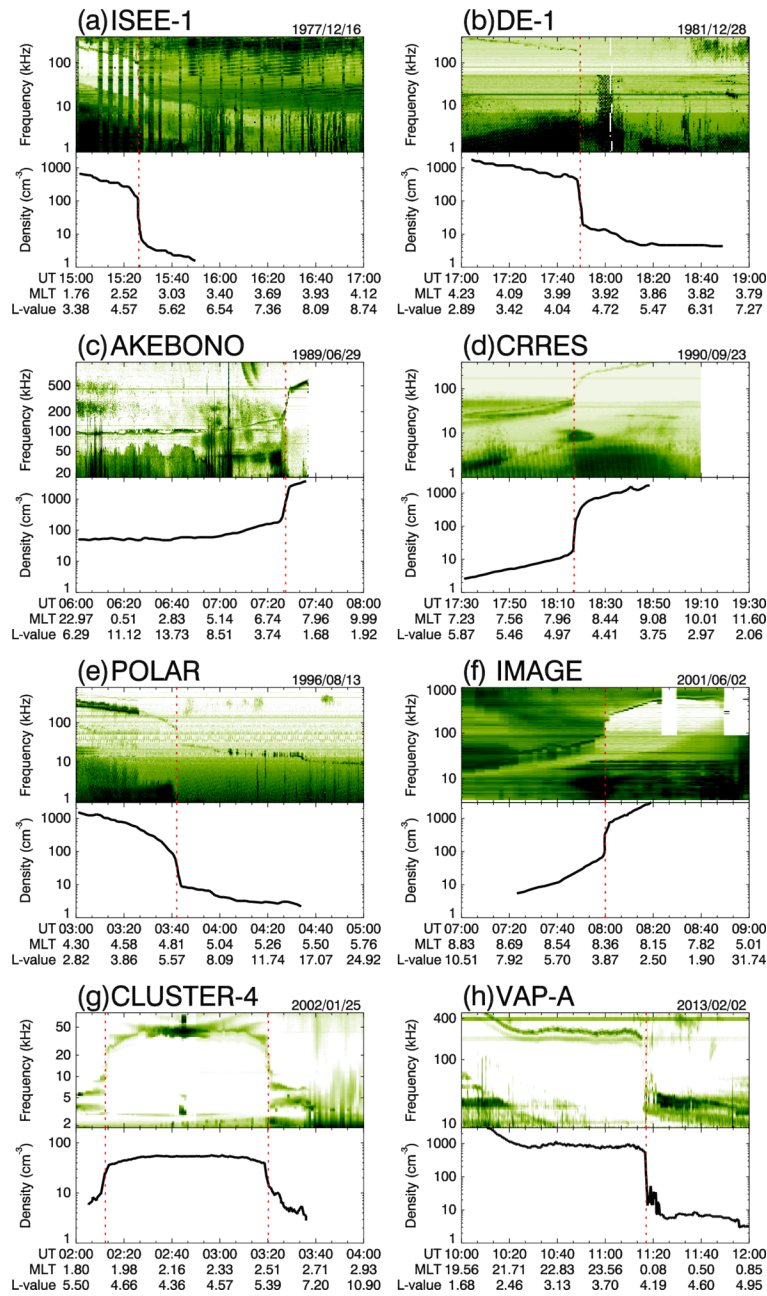 (a) ISEE-1 1977/12/16
Frequency (kHz)
100
10
1
Density (cm-3)
1000
100
10
1
UT 15:00 15:20 15:40 16:00 16:20 16:40 17:00
MLT 1.76 2.52 3.03 3.40 3.69 3.93 4.12
L-value 3.38 4.57 5.62 6.54 7.36 8.09 8.74
(b) DE-1 1981/12/28
Frequency (kHz)
100
10
1
Density (cm-3)
1000
100
10
1
UT 17:00 17:20 17:40 18:00 18:20 18:40 19:00
MLT 4.23 4.09 3.99 3.92 3.86 3.82 3.79
L-value 2.89 3.42 4.04 4.72 5.47 6.31 7.27
(c) AKEBONO 1989/06/29
Frequency (kHz)
500
200
100
50
20
Density (cm-3)
1000
100
10
1
UT 06:00 06:20 06:40 07:00 07:20 07:40 08:00
MLT 22.97 0.51 2.83 5.14 6.74 7.96 9.99
L-value 6.29 11.12 13.73 8.51 3.74 1.68 1.92
(d) CRRES 1990/09/23
Frequency (kHz)
100
10
1
Density (cm-3)
1000
100
10
1
UT 17:30 17:50 18:10 18:30 18:50 19:10 19:30
MLT 7.23 7.56 7.96 8.44 9.08 10.01 11.60
L-value 5.87 5.46 4.97 4.41 3.75 2.97 2.06
(e) POLAR 1996/08/13
Frequency (kHz)
100
10
1
Density (cm-3)
1000
100
10
1
UT 03:00 03:20 03:40 04:00 04:20 04:40 05:00
MLT 4.30 4.58 4.81 5.04 5.26 5.50 5.76
L-value 2.82 3.86 5.57 8.09 11.74 17.07 24.92
(f) IMAGE 2001/06/02
Frequency (kHz)
1000
100
10
Density (cm-3)
1000
100
10
1
UT 07:00 07:20 07:40 08:00 08:20 08:40 09:00
MLT 8.83 8.69 8.54 8.36 8.15 7.82 5.01
L-value 10.51 7.92 5.70 3.87 2.50 1.90 31.74
(g) CLUSTER-4 2002/01/25
Frequency (kHz)
50
20
10
5
2
Density (cm-3)
100
10
1
UT 02:00 02:20 02:40 03:00 03:20 03:40 04:00
MLT 1.80 1.98 2.16 2.33 2.51 2.71 2.93
L-value 5.50 4.66 4.36 4.57 5.39 7.20 10.90
(h) VAP-A 2013/02/02
Frequency (kHz)
400
100
10
Density (cm-3)
1000
100
10
1
UT 10:00 10:20 10:40 11:00 11:20 11:40 12:00
MLT 19.56 21.71 22.83 23.56 0.08 0.50 0.85
L-value 1.68 2.46 3.13 3.70 4.19 4.60 4.95